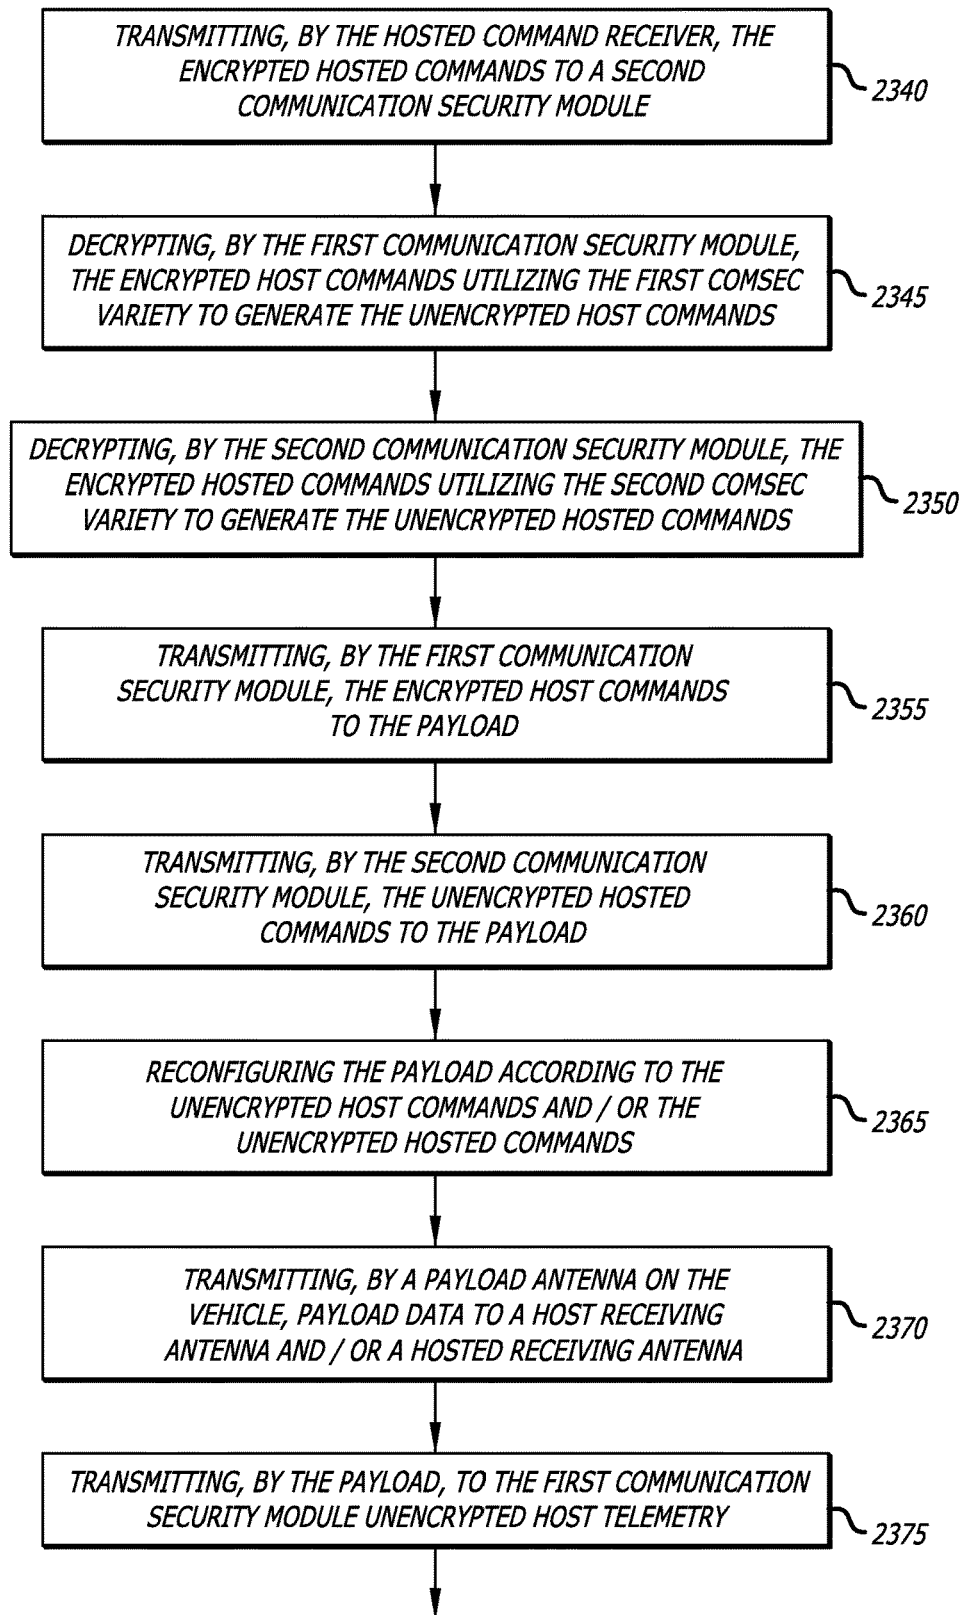 TRANSMITTING, BY THE HOSTED COMMAND RECEIVER, THE
ENCRYPTED HOSTED COMMANDS TO A SECOND
COMMUNICATION SECURITY MODULE
2340
DECRYPTING, BY THE FIRST COMMUNICATION SECURITY MODULE,
THE ENCRYPTED HOST COMMANDS UTILIZING THE FIRST COMSEC
VARIETY TO GENERATE THE UNENCRYPTED HOST COMMANDS
2345
DECRYPTING, BY THE SECOND COMMUNICATION SECURITY MODULE, THE
ENCRYPTED HOSTED COMMANDS UTILIZING THE SECOND COMSEC
VARIETY TO GENERATE THE UNENCRYPTED HOSTED COMMANDS
2350
TRANSMITTING, BY THE FIRST COMMUNICATION
SECURITY MODULE, THE ENCRYPTED HOST COMMANDS
TO THE PAYLOAD
2355
TRANSMITTING, BY THE SECOND COMMUNICATION
SECURITY MODULE, THE UNENCRYPTED HOSTED
COMMANDS TO THE PAYLOAD
2360
RECONFIGURING THE PAYLOAD ACCORDING TO THE
UNENCRYPTED HOST COMMANDS AND / OR THE
UNENCRYPTED HOSTED COMMANDS
2365
TRANSMITTING, BY A PAYLOAD ANTENNA ON THE
VEHICLE, PAYLOAD DATA TO A HOST RECEIVING
ANTENNA AND / OR A HOSTED RECEIVING ANTENNA
2370
TRANSMITTING, BY THE PAYLOAD, TO THE FIRST COMMUNICATION
SECURITY MODULE UNENCRYPTED HOST TELEMETRY
2375